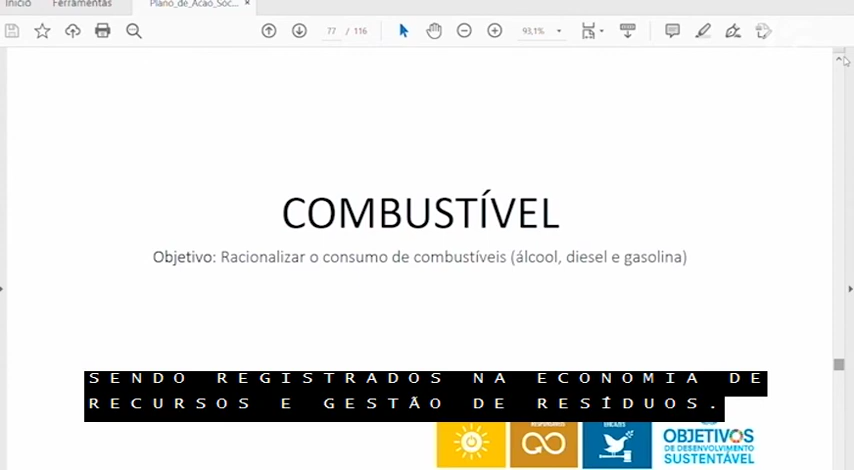 Início Ferramentas Plano_de_Acao_Soc... ×
77 / 116 93,1%
COMBUSTÍVEL
Objetivo: Racionalizar o consumo de combustíveis (álcool, diesel e gasolina)
SENDO REGISTRADOS NA ECONOMIA DE
RECURSOS E GESTÃO DE RESÍDUOS.
EFICAZES
OBJETIVOS
DE DESENVOLVIMENTO
SUSTENTÁVEL